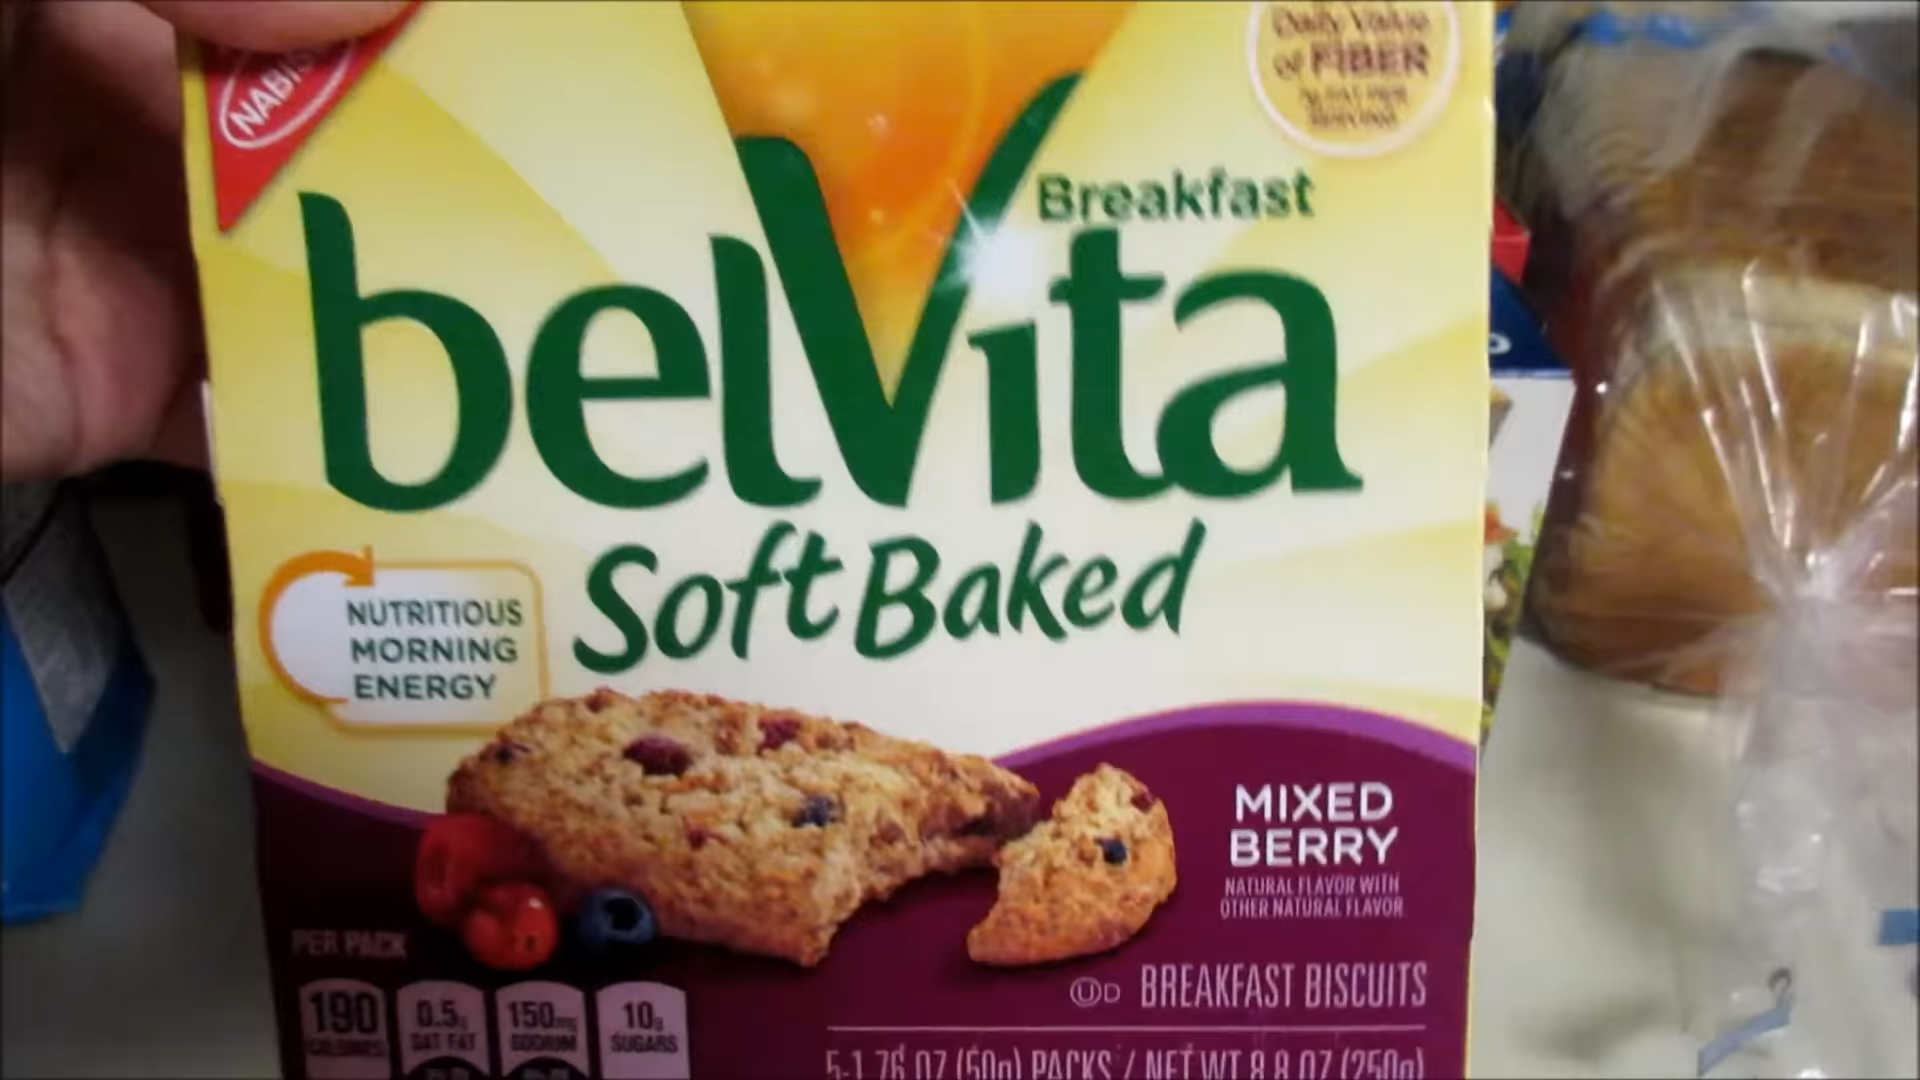 Daily Value
of FIBER
Breakfast
belVita
Soft Baked
NUTRITIOUS
MORNING
ENERGY
MIXED
BERRY
NATURAL FLAVOR WITH
OTHER NATURAL FLAVOR
PER PACK
190
CALORIES
0.5g
SAT FAT
150mg
SODIUM
10g
SUGARS
UD BREAKFAST BISCUITS
5-1.76 OZ (50g) PACKS / NET WT 8.8 OZ (250g)